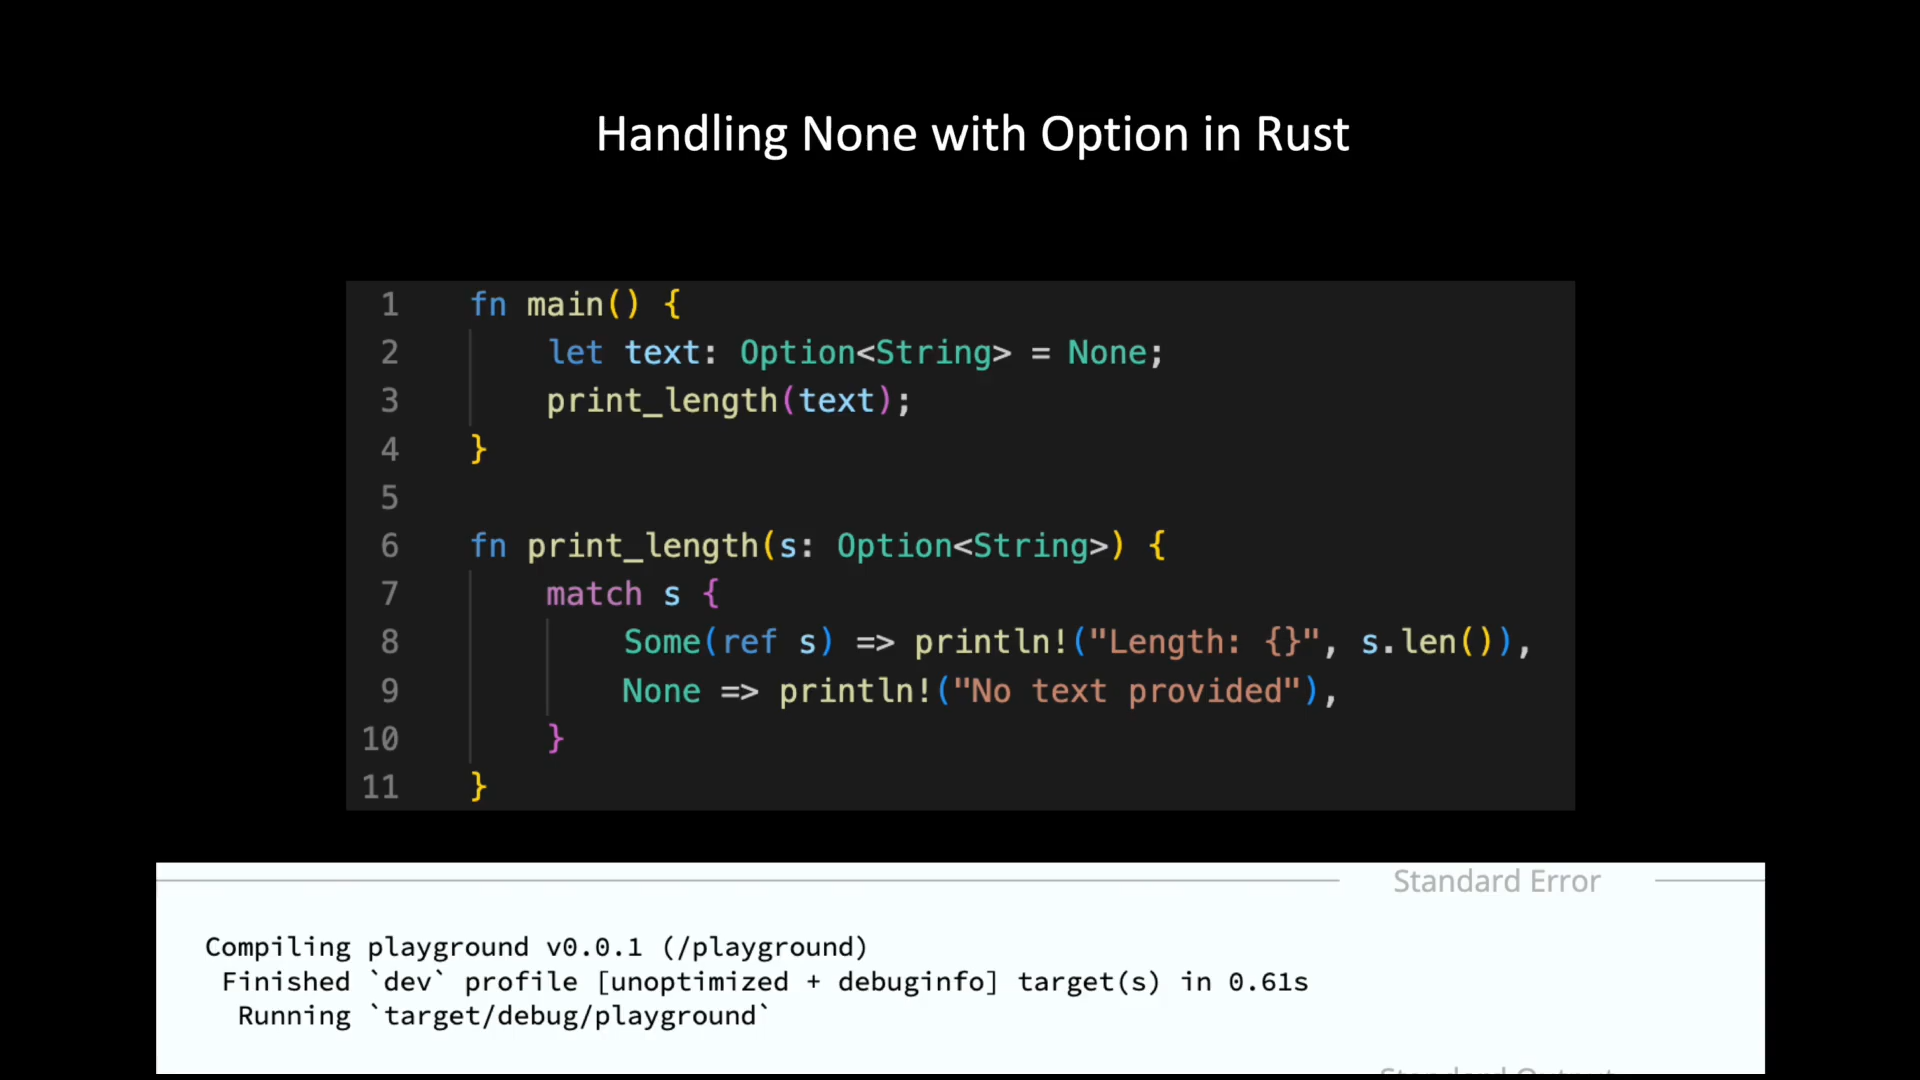 Handling None with Option in Rust
1 fn main() {
2 let text: Option<String> = None;
3 print_length(text);
4 }
5
6 fn print_length(s: Option<String>) {
7 match s {
8 Some(ref s) => println!("Length: {}", s.len()),
9 None => println!("No text provided"),
10 }
11 }
Standard Error
Compiling playground v0.0.1 (/playground)
Finished `dev` profile [unoptimized + debuginfo] target(s) in 0.61s
Running `target/debug/playground`